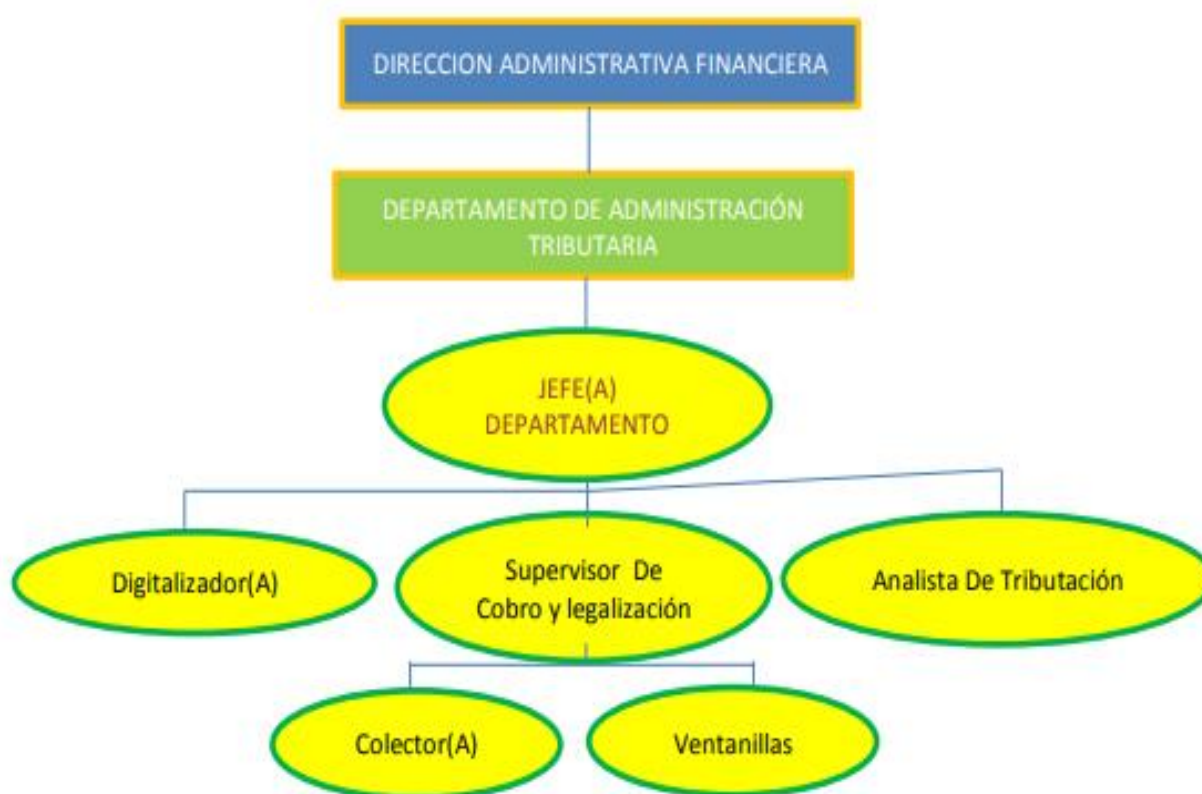 DIRECCION ADMINISTRATIVA FINANCIERA
DEPARTAMENTO DE ADMINISTRACIÓN
TRIBUTARIA
JEFE(A)
DEPARTAMENTO
Digitalizador(A)
Supervisor De
Cobro y legalización
Analista De Tributación
Colector(A)
Ventanillas